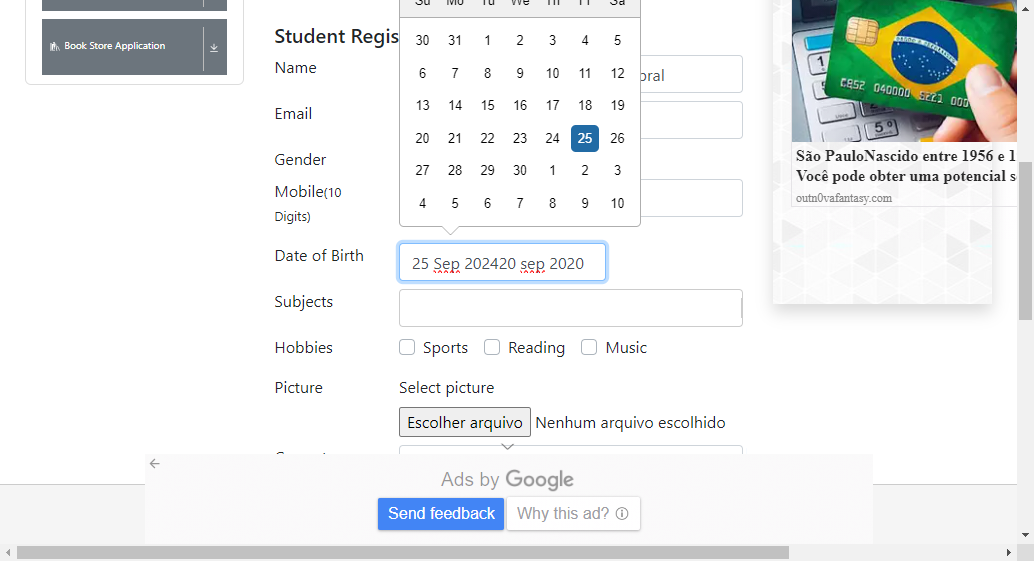 Su Mo Tu We Th Fr Sa
Book Store Application
Student Regis
30 31 1 2 3 4 5
Name
6 7 8 9 10 11 12
13 14 15 16 17 18 19
Email
20 21 22 23 24 25 26
Gender
27 28 29 30 1 2 3
Mobile(10
Digits)
4 5 6 7 8 9 10
Date of Birth
25 Sep 202420 sep 2020
Subjects
Hobbies
Sports Reading Music
Picture
Select picture
Escolher arquivo Nenhum arquivo escolhido
Ads by Google
Send feedback
Why this ad?
São PauloNascido entre 1956 e 1
Você pode obter uma potencial s
outn0vafantasy.com